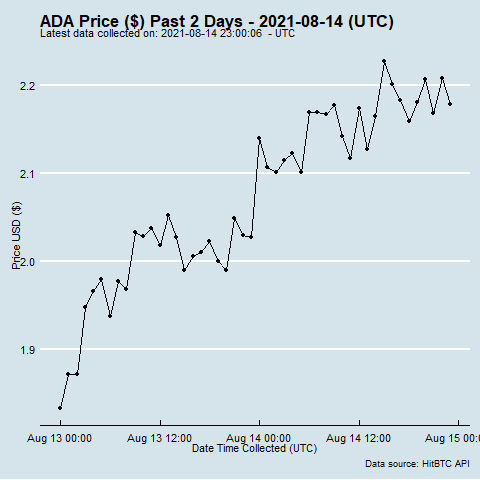 ADA Price ($) Past 2 Days - 2021-08-14 (UTC)
Latest data collected on: 2021-08-14 23:00:06 - UTC
2.2
2.1
2.0
1.9
Price USD ($)
Aug 13 00:00 Aug 13 12:00 Aug 14 00:00 Aug 14 12:00 Aug 15 00:
Date Time Collected (UTC)
Data source: HitBTC API